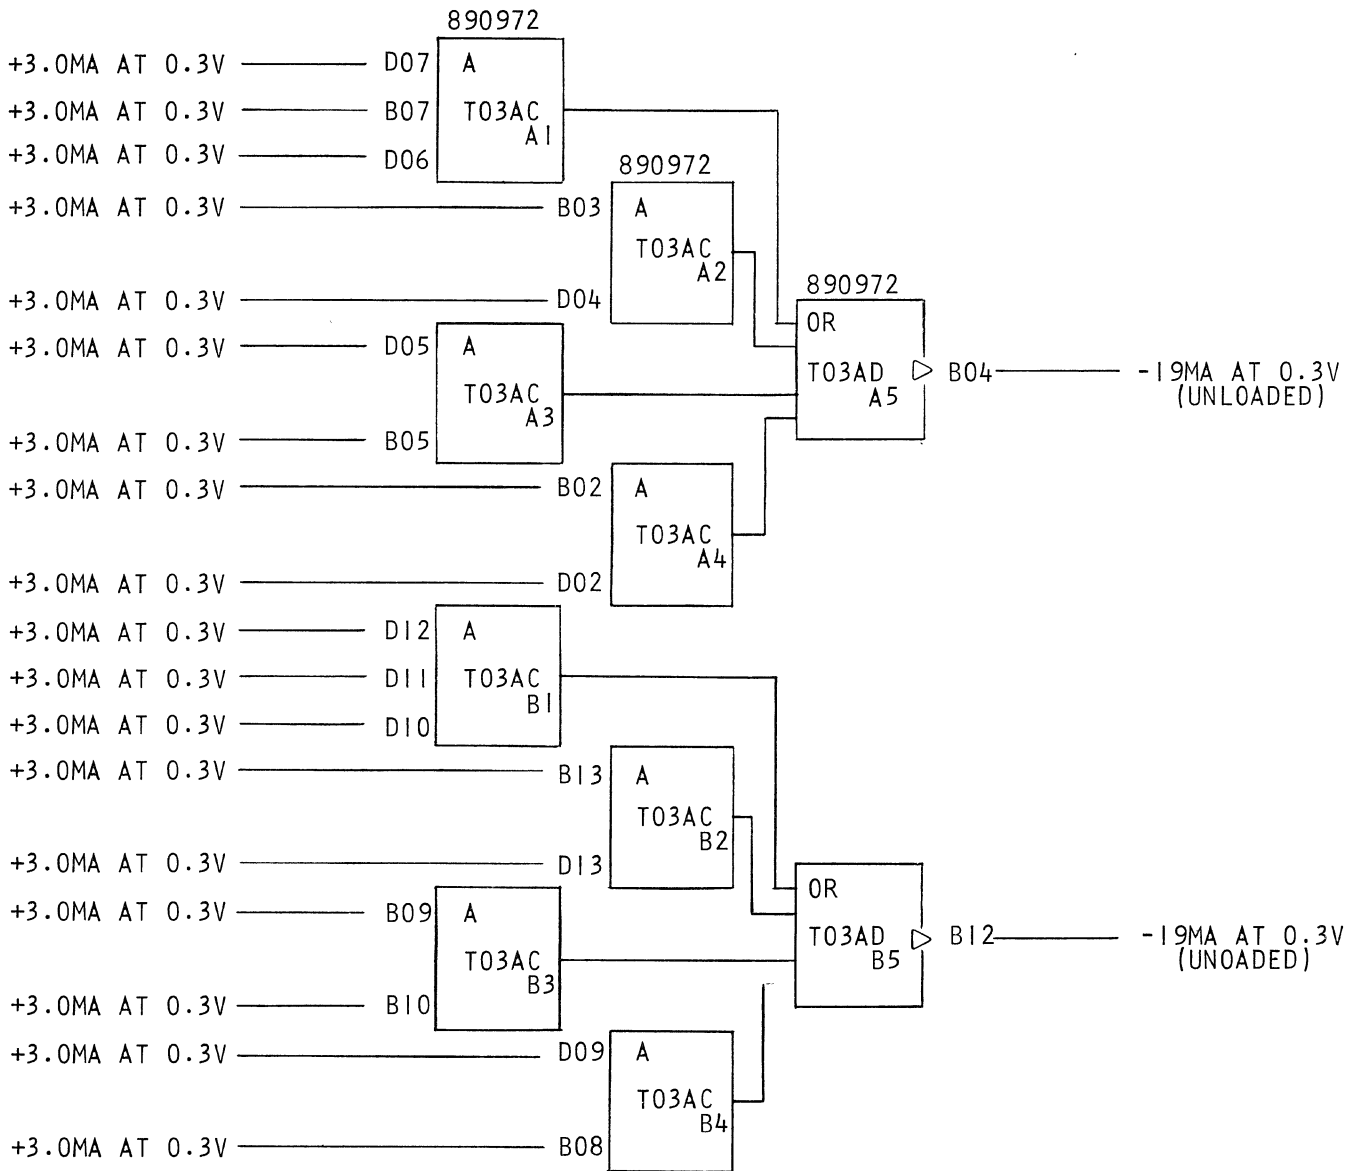 890972
+3.0MA AT 0.3V D07 A
+3.0MA AT 0.3V B07 T03AC
A1
+3.0MA AT 0.3V D06
890972
+3.0MA AT 0.3V B03 A
T03AC
A2
+3.0MA AT 0.3V D04
890972
OR
+3.0MA AT 0.3V D05 A
T03AD B04 -19MA AT 0.3V
A5 (UNLOADED)
T03AC
A3
+3.0MA AT 0.3V B05
+3.0MA AT 0.3V B02 A
T03AC
A4
+3.0MA AT 0.3V D02
+3.0MA AT 0.3V D12 A
+3.0MA AT 0.3V D11 T03AC
B1
+3.0MA AT 0.3V D10
+3.0MA AT 0.3V B13 A
T03AC
B2
+3.0MA AT 0.3V D13
OR
+3.0MA AT 0.3V B09 A
T03AD B12 -19MA AT 0.3V
B5 (UNOADED)
T03AC
B3
+3.0MA AT 0.3V B10
+3.0MA AT 0.3V D09 A
T03AC
B4
+3.0MA AT 0.3V B08